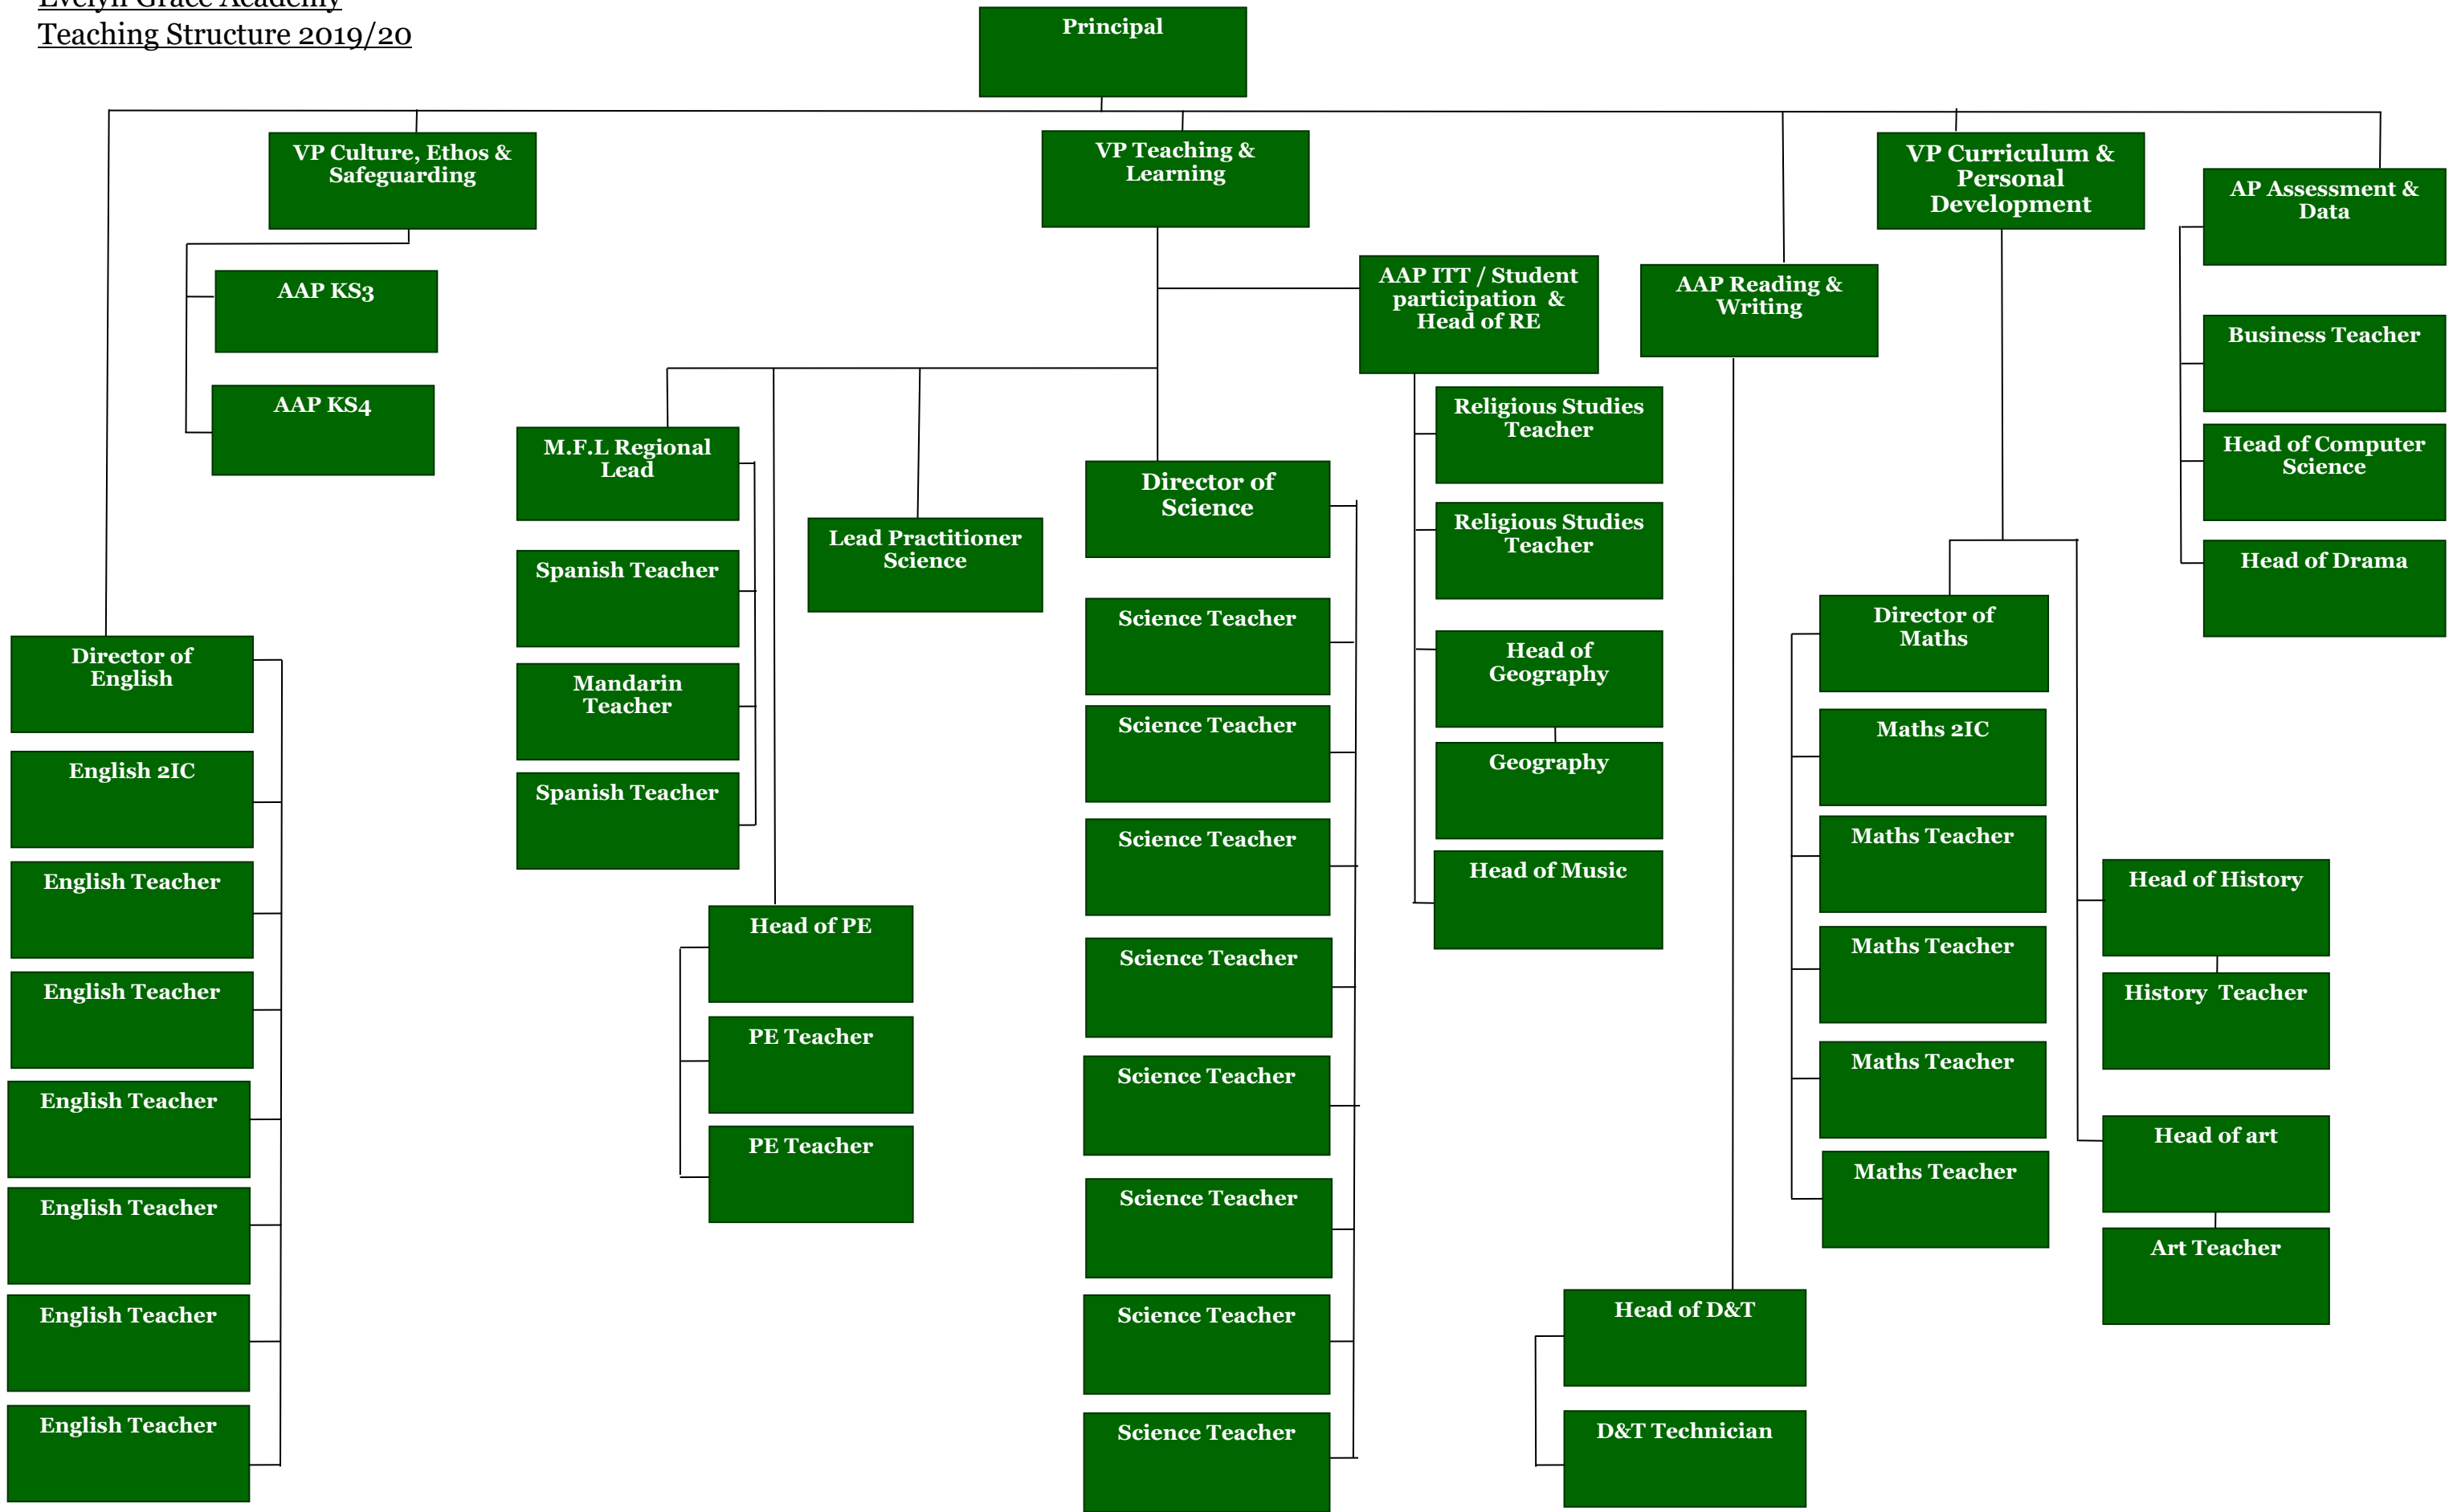 Evelyn Grace Academy
Teaching Structure 2019/20
Principal
VP Culture, Ethos &
Safeguarding
VP Teaching &
Learning
VP Curriculum &
Personal
Development
AP Assessment &
Data
AAP KS3
AAP KS4
AAP ITT / Student
participation &
Head of RE
AAP Reading &
Writing
Business Teacher
Head of Computer
Science
Head of Drama
M.F.L Regional
Lead
Spanish Teacher
Mandarin
Teacher
Spanish Teacher
Lead Practitioner
Science
Director of
Science
Science Teacher
Science Teacher
Science Teacher
Science Teacher
Science Teacher
Science Teacher
Science Teacher
Science Teacher
Religious Studies
Teacher
Religious Studies
Teacher
Head of
Geography
Geography
Head of Music
Director of
Maths
Maths 2IC
Maths Teacher
Maths Teacher
Maths Teacher
Maths Teacher
Head of History
History Teacher
Head of art
Art Teacher
Director of
English
English 2IC
English Teacher
English Teacher
English Teacher
English Teacher
English Teacher
English Teacher
Head of PE
PE Teacher
PE Teacher
Head of D&T
D&T Technician